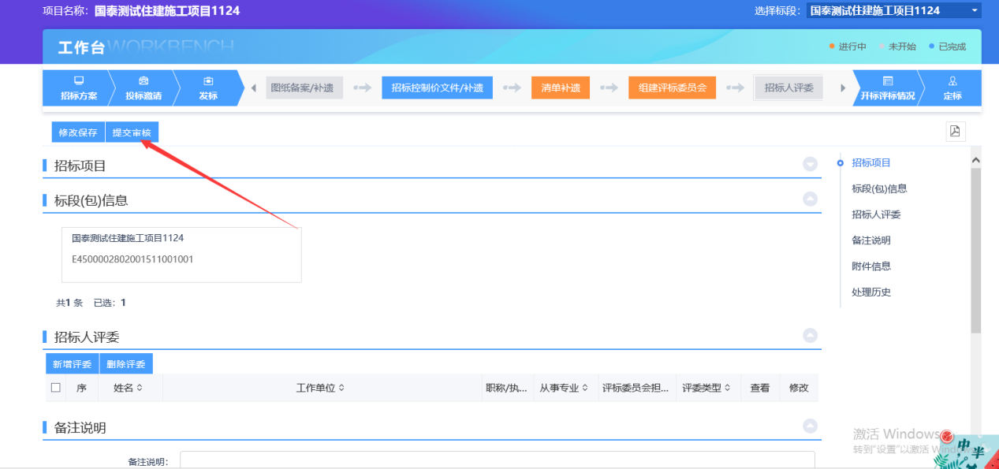 项目名称: 国泰测试住建施工项目1124
选择标段: 国泰测试住建施工项目1124
工作台 WORKBENCH
进行中 未开始 已完成
招标方案 投标邀请 发标 图纸备案/补遗 招标控制价文件/补遗 清单补遗 组建评标委员会 招标人评委 开标评标情况 定标
修改保存 提交审核
招标项目
标段(包)信息
国泰测试住建施工项目1124
E4500002802001511001001
共1条 已选: 1
招标人评委
新增评委 删除评委
序 姓名 工作单位 职称/执... 从事专业 评标委员会担... 评委类型 查看 修改
备注说明
备注说明:
招标项目
标段(包)信息
招标人评委
备注说明
附件信息
处理历史
激活 Windows
转到"设置"以激活 Windows
中 半